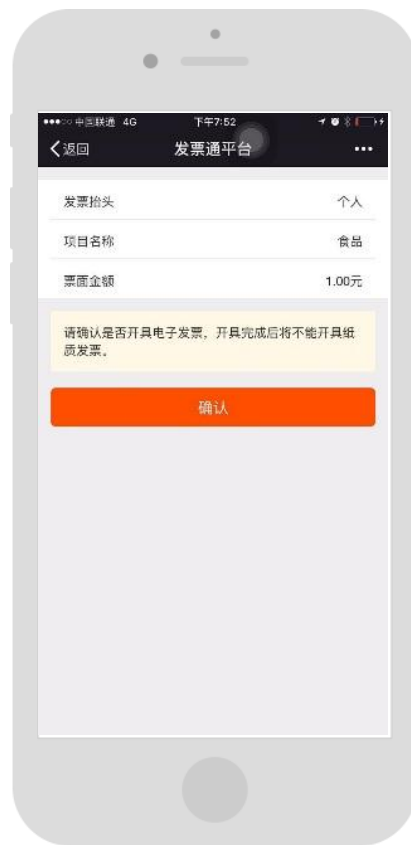 中国联通 4G 下午7:52
返回 发票通平台
发票抬头 个人
项目名称 食品
票面金额 1.00元
请确认是否开具电子发票，开具完成后将不能开具纸
质发票。
确认